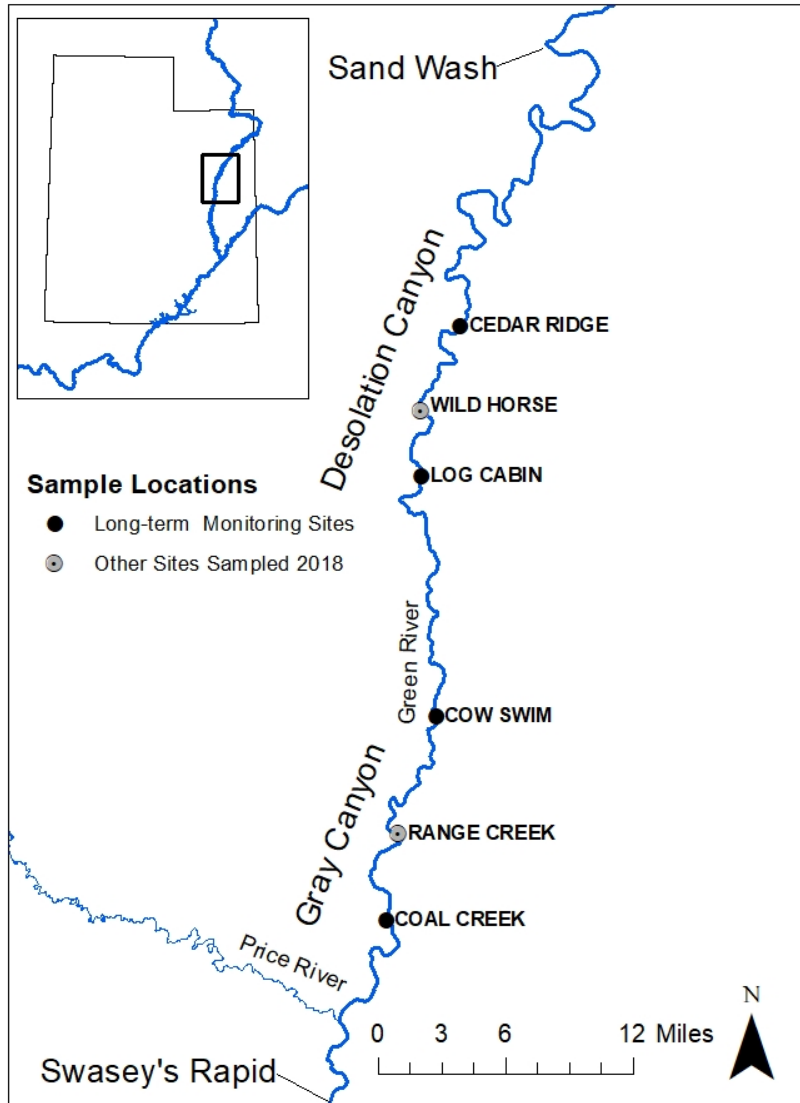 Sand Wash
Desolation Canyon
CEDAR RIDGE
WILD HORSE
LOG CABIN
Sample Locations
Long-term Monitoring Sites
Other Sites Sampled 2018
Green River
COW SWIM
Gray Canyon
RANGE CREEK
COAL CREEK
Price River
N
0 3 6 12 Miles
Swasey's Rapid